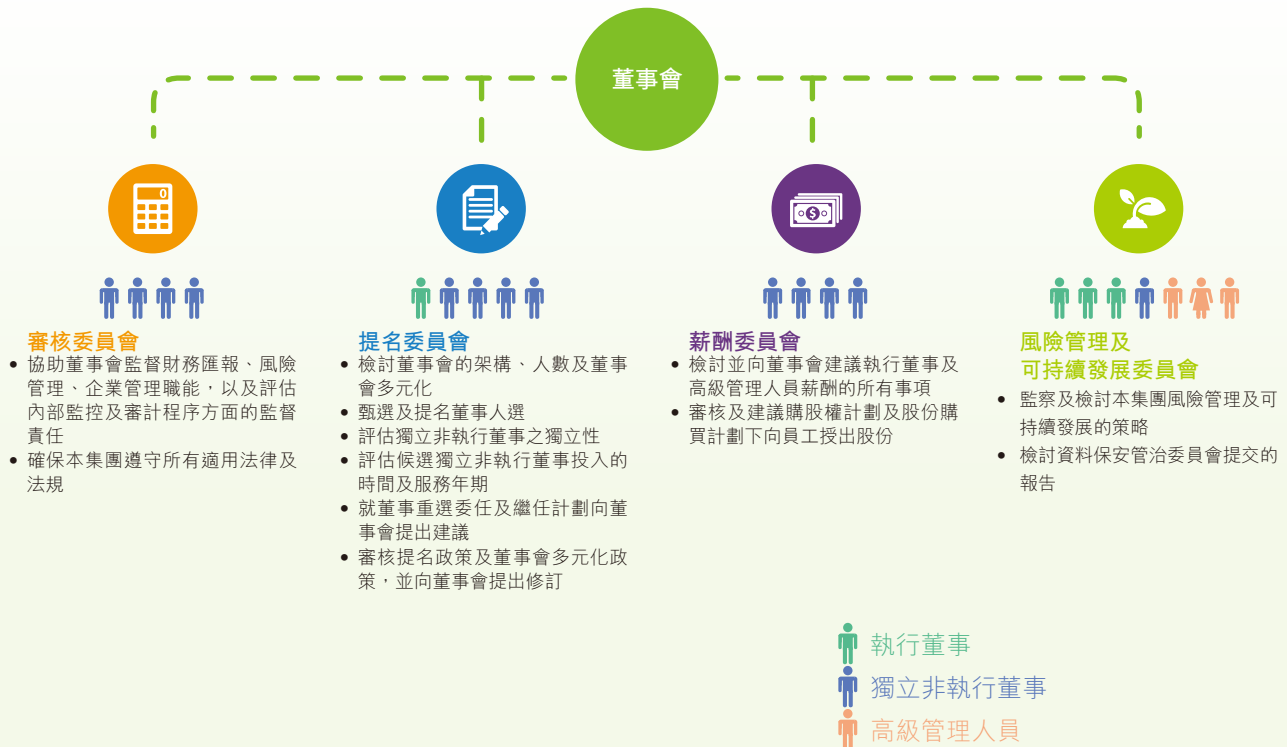 董事會
0
$
審核委員會
• 協助董事會監督財務匯報、風險
管理、企業管理職能，以及評估
內部監控及審計程序方面的監督
責任
• 確保本集團遵守所有適用法律及
法規
提名委員會
• 檢討董事會的架構、人數及董事
會多元化
• 甄選及提名董事人選
• 評估獨立非執行董事之獨立性
• 評估候選獨立非執行董事投入的
時間及服務年期
• 就董事重選委任及繼任計劃向董
事會提出建議
• 審核提名政策及董事會多元化政
策，並向董事會提出修訂
薪酬委員會
• 檢討並向董事會建議執行董事及
高級管理人員薪酬的所有事項
• 審核及建議購股權計劃及股份購
買計劃下向員工授出股份
風險管理及
可持續發展委員會
• 監察及檢討本集團風險管理及可
持續發展的策略
• 檢討資料保安管治委員會提交的
報告
執行董事
獨立非執行董事
高級管理人員